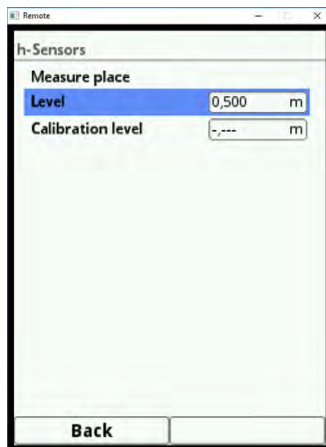 Remote
h-Sensors
Measure place
Level 0,500 m
Calibration level -,--- m
Back